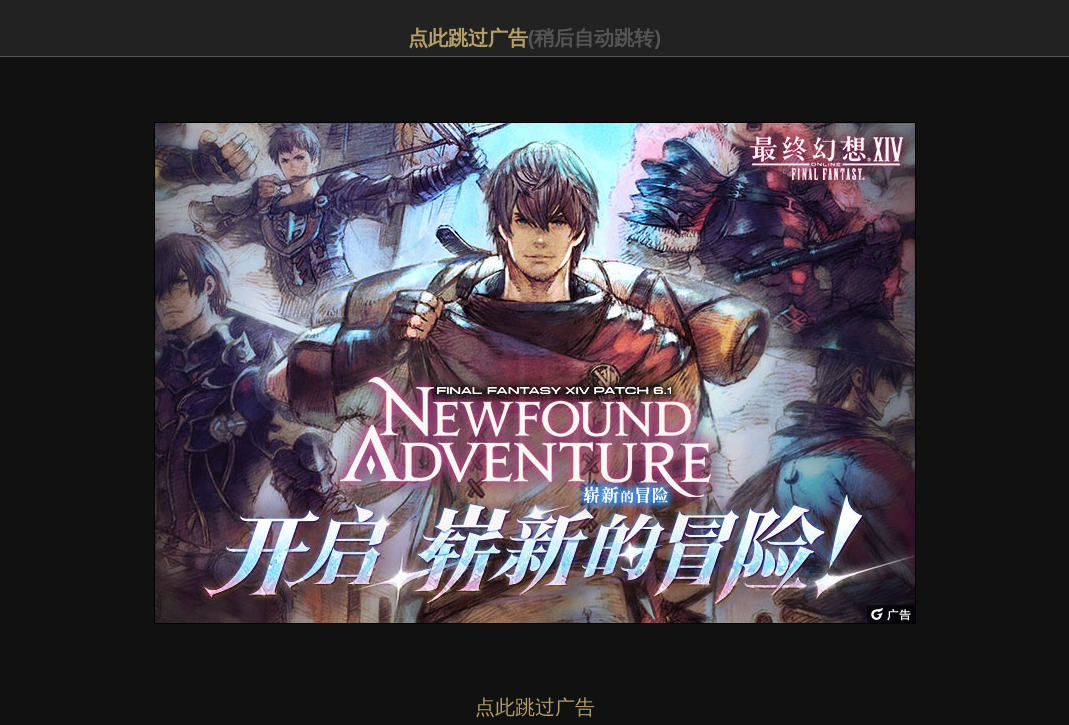 点此跳过广告(稍后自动跳转)
最终幻想XIV
ONLINE
FINAL FANTASY
FINAL FANTASY XIV PATCH 6.1
NEWFOUND
ADVENTURE
崭新的冒险
开启 崭新的冒险!
广告
点此跳过广告